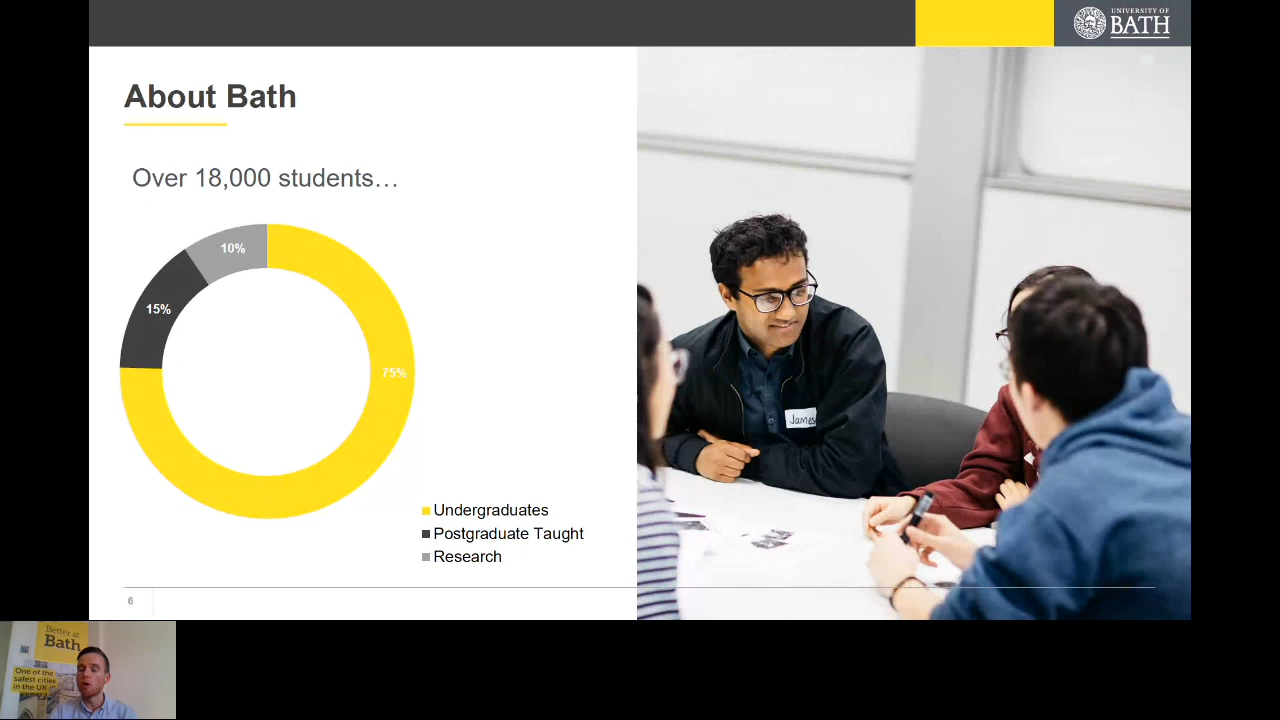 UNIVERSITY OF
BATH
About Bath
Over 18,000 students…
10%
15%
75%
James
Undergraduates
Postgraduate Taught
Research
6
Better at
Bath
One of the
safest cities
in the UK